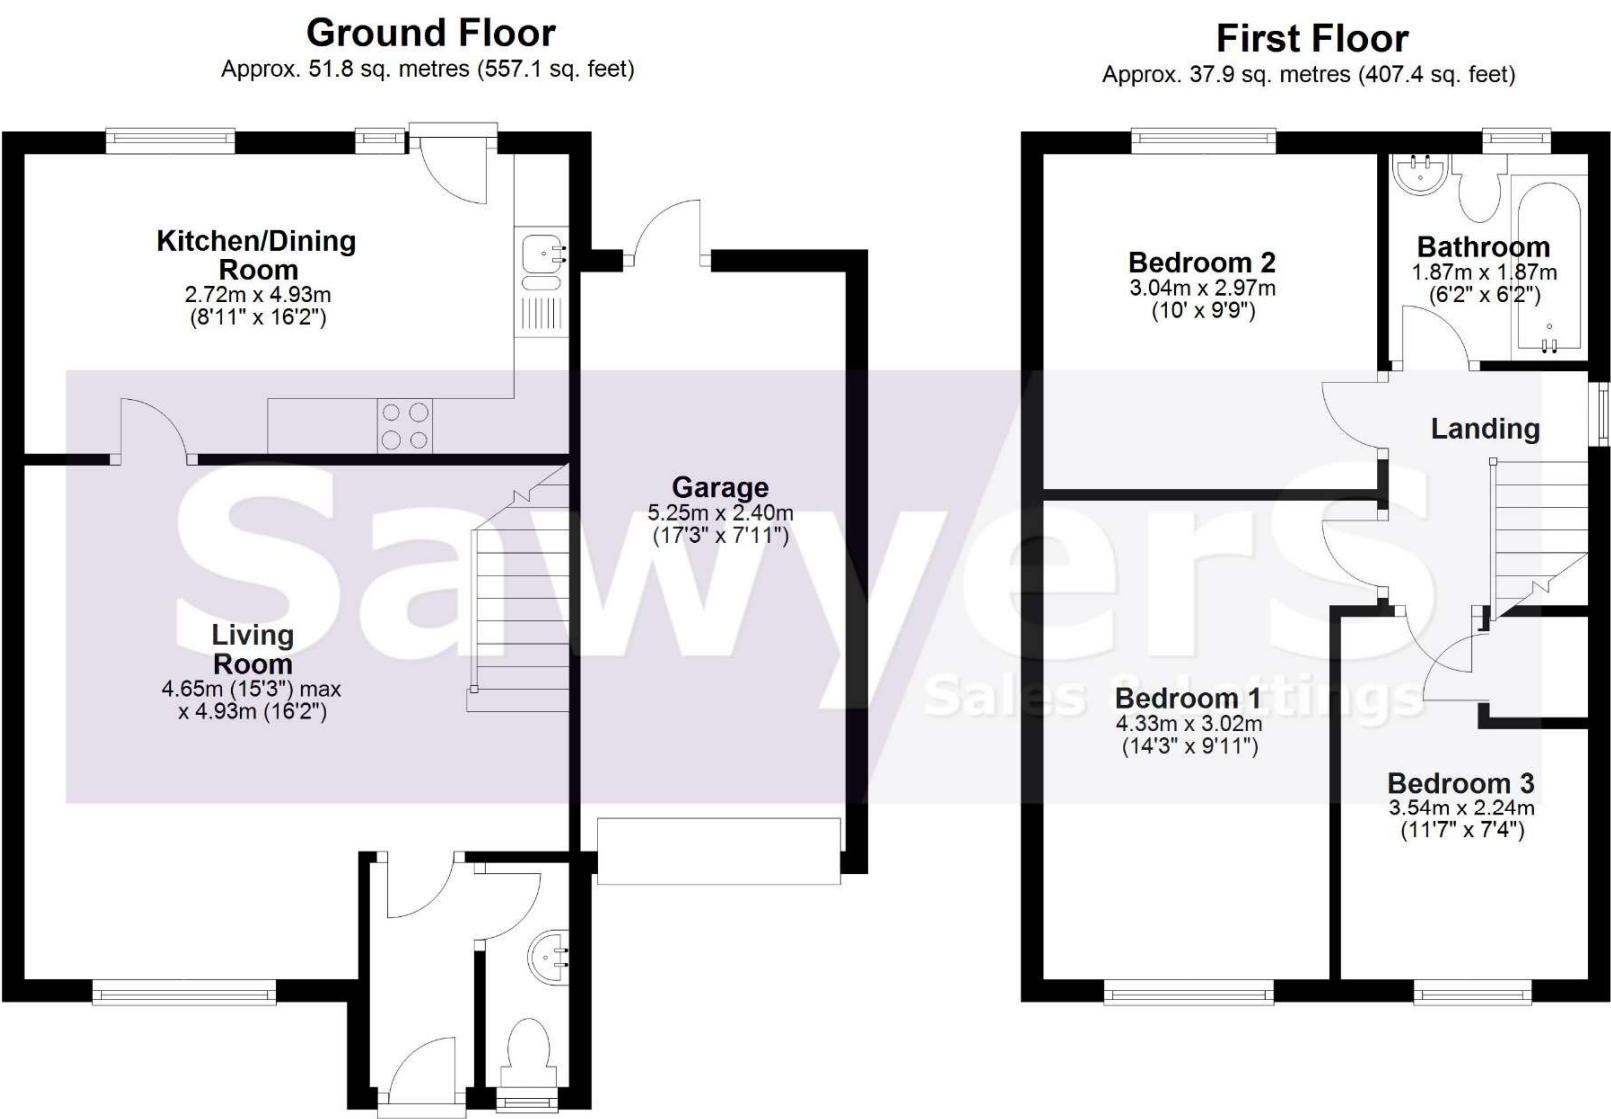 Ground Floor
Approx. 51.8 sq. metres (557.1 sq. feet)
Kitchen/Dining
Room
2.72m x 4.93m
(8'11" x 16'2")
Garage
5.25m x 2.40m
(17'3" x 7'11")
Living
Room
4.65m (15'3") max
x 4.93m (16'2")
First Floor
Approx. 37.9 sq. metres (407.4 sq. feet)
Bedroom 2
3.04m x 2.97m
(10' x 9'9")
Bathroom
1.87m x 1.87m
(6'2" x 6'2")
Landing
Bedroom 1
4.33m x 3.02m
(14'3" x 9'11")
Bedroom 3
3.54m x 2.24m
(11'7" x 7'4")
SawyerS
Sales & Lettings